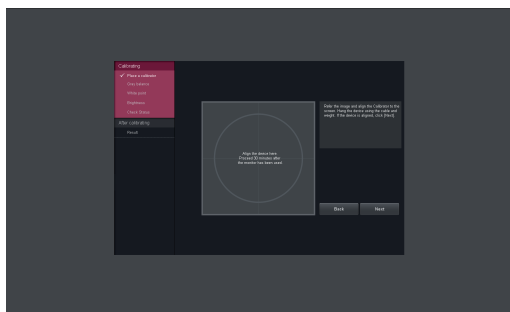 Calibrating
Place a calibrator
Gray balance
White point
Brightness
Check Status
After calibrating
Result
Align the device here.
Proceed 30 minutes after
the monitor has been used.
Refer the image and align the Calibrator to the
screen. Hang the device using the cable and
weight. If the device is aligned, click [Next].
Back
Next